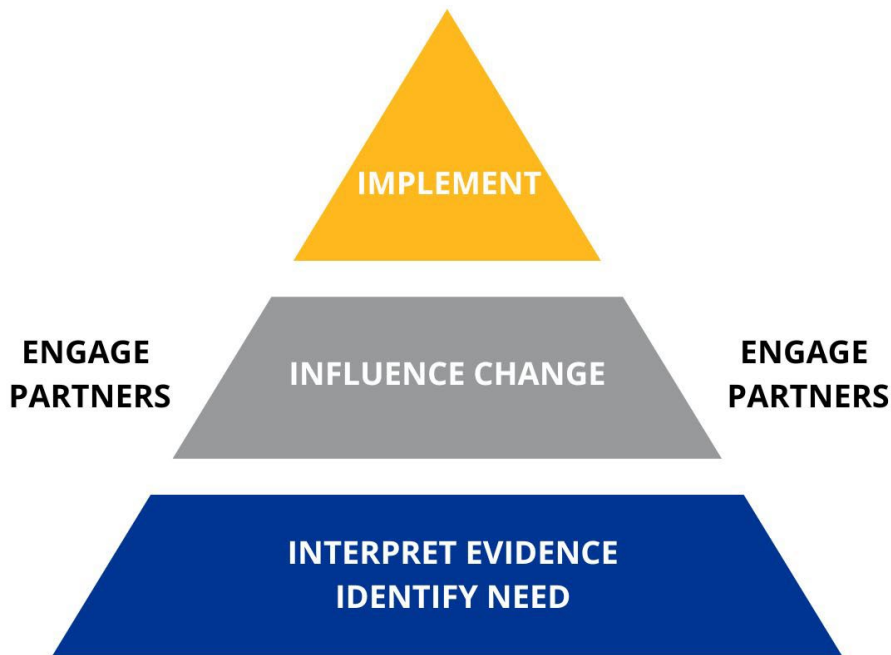 IMPLEMENT
ENGAGE
PARTNERS
INFLUENCE CHANGE
ENGAGE
PARTNERS
INTERPRET EVIDENCE
IDENTIFY NEED